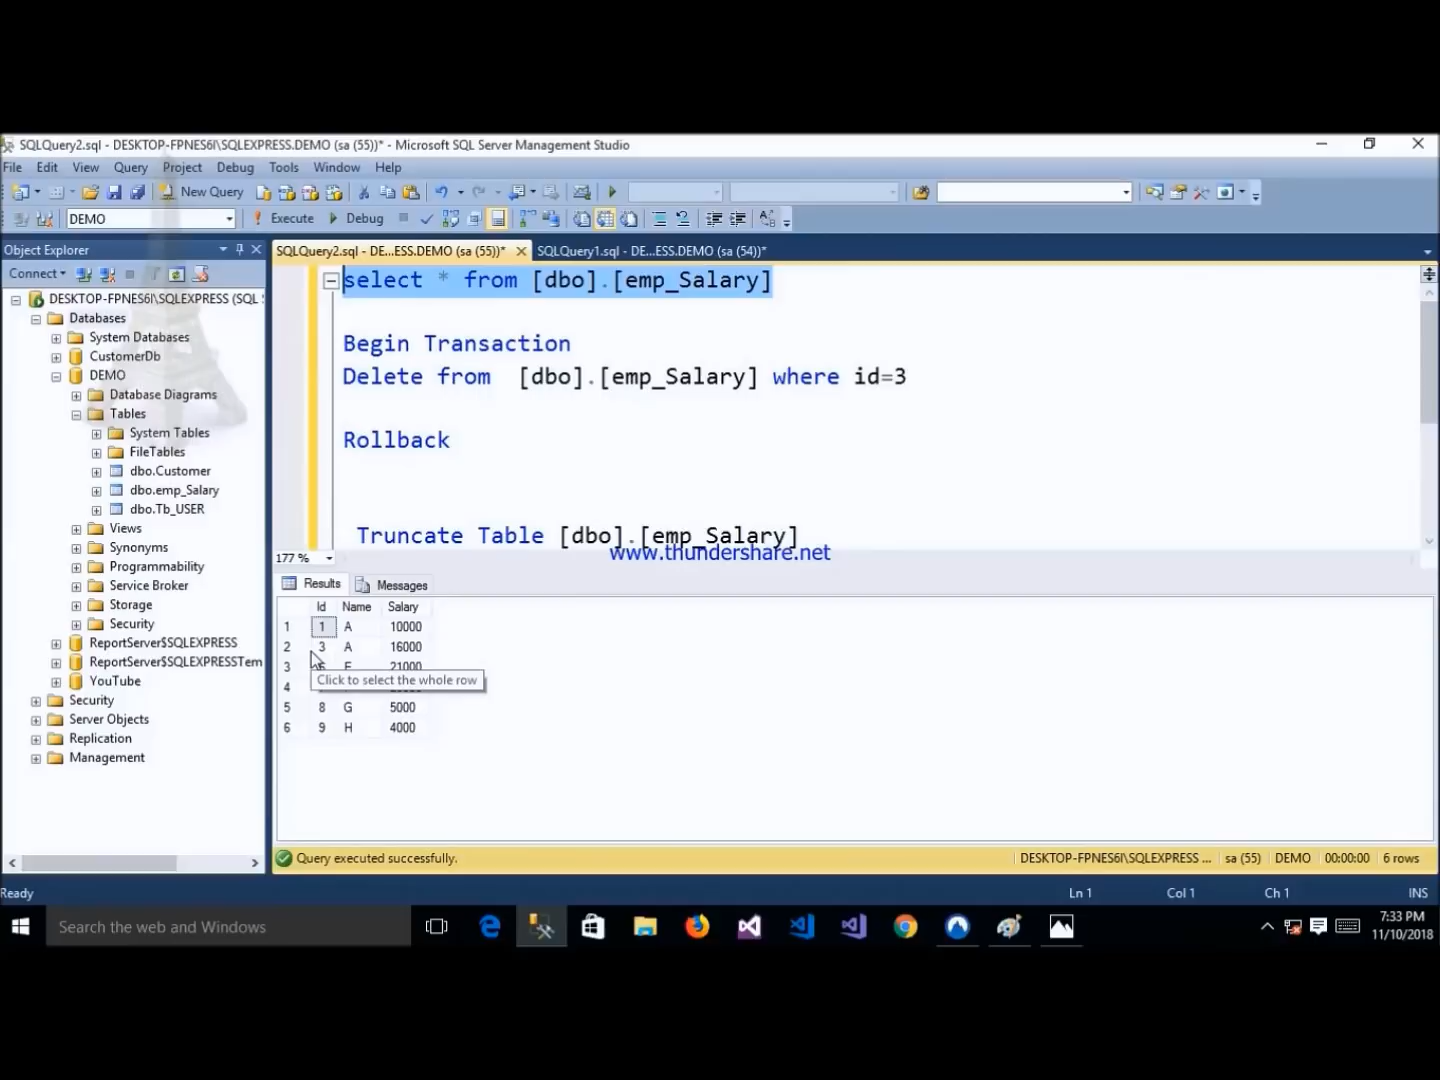 SQLQuery2.sql - DESKTOP-FPNES6I\SQLEXPRESS.DEMO (sa (55))* - Microsoft SQL Server Management Studio
File Edit View Query Project Debug Tools Window Help
New Query
DEMO Execute Debug
Object Explorer
SQLQuery2.sql - DE...ESS.DEMO (sa (55))* SQLQuery1.sql - DE...ESS.DEMO (sa (54))*
Connect
DESKTOP-FPNES6I\SQLEXPRESS (SQL
Databases
System Databases
CustomerDb
DEMO
Database Diagrams
Tables
System Tables
FileTables
dbo.Customer
dbo.emp_Salary
dbo.Tb_USER
Views
Synonyms
Programmability
Service Broker
Storage
Security
ReportServer$SQLEXPRESS
ReportServer$SQLEXPRESSTem
YouTube
Security
Server Objects
Replication
Management
select * from [dbo].[emp_Salary]
Begin Transaction
Delete from [dbo].[emp_Salary] where id=3
Rollback
Truncate Table [dbo].[emp_Salary]
www.thundershare.net
177 %
Results Messages
Id Name Salary
1 1 A 10000
2 3 A 16000
3 21000
Click to select the whole row
4
5 8 G 5000
6 9 H 4000
Query executed successfully. DESKTOP-FPNES6I\SQLEXPRESS ... sa (55) DEMO 00:00:00 6 rows
Ready Ln 1 Col 1 Ch 1 INS
Search the web and Windows
7:33 PM
11/10/2018